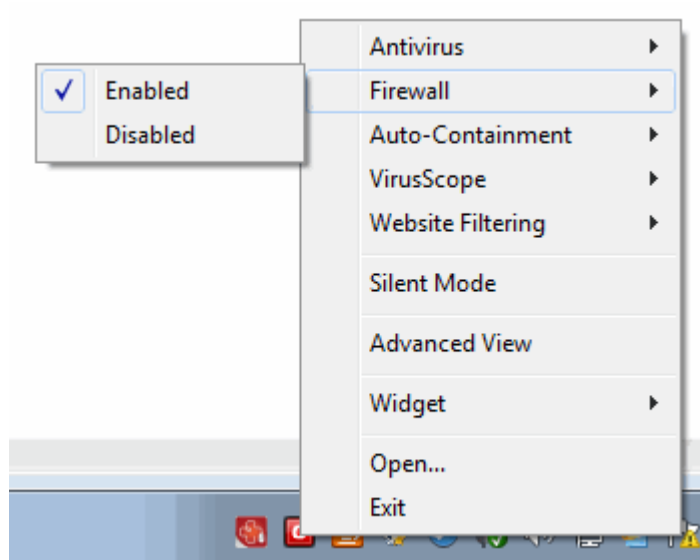 Antivirus
Enabled
Firewall
Disabled
Auto-Containment
VirusScope
Website Filtering
Silent Mode
Advanced View
Widget
Open...
Exit